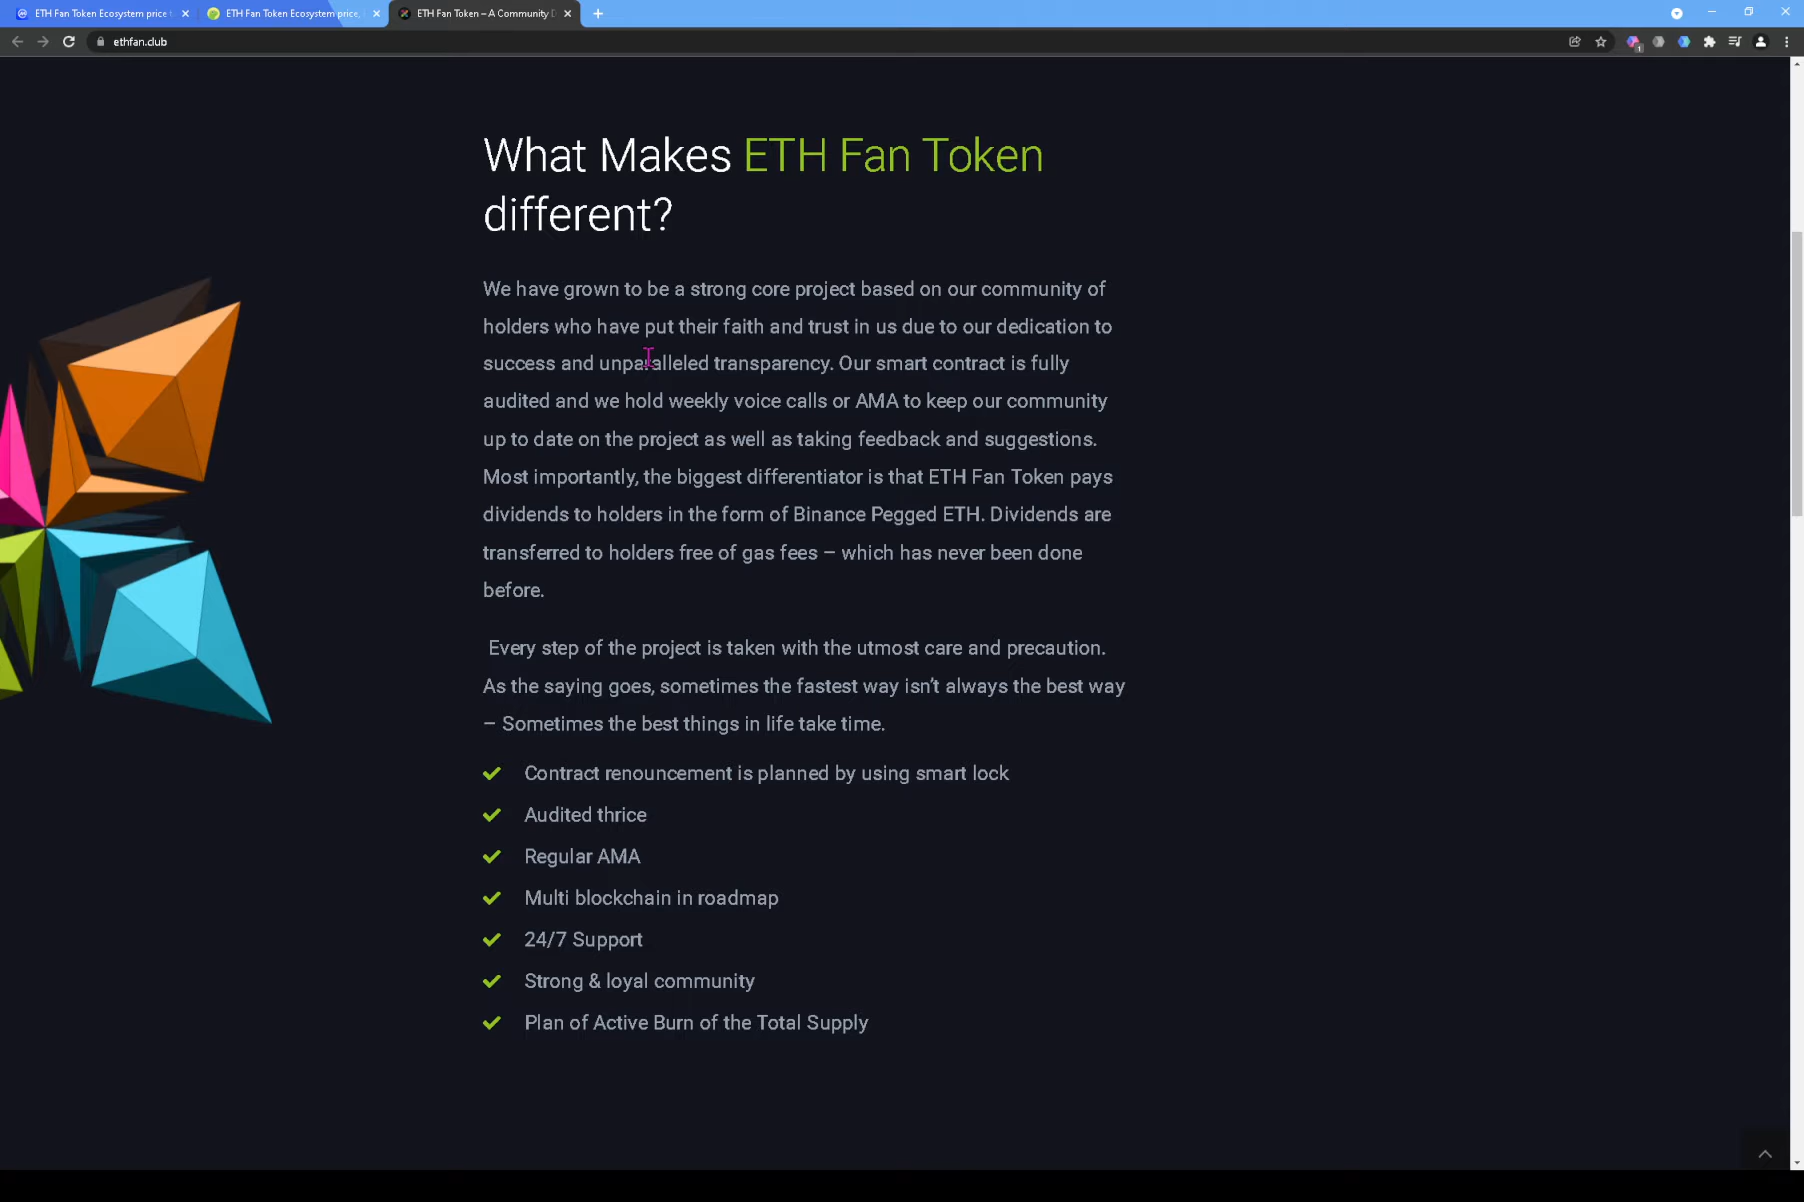 ETH Fan Token Ecosystem price t
ETH Fan Token Ecosystem price,
ETH Fan Token – A Community D
ethfan.club
1
What Makes ETH Fan Token
different?
We have grown to be a strong core project based on our community of
holders who have put their faith and trust in us due to our dedication to
success and unparalleled transparency. Our smart contract is fully
audited and we hold weekly voice calls or AMA to keep our community
up to date on the project as well as taking feedback and suggestions.
Most importantly, the biggest differentiator is that ETH Fan Token pays
dividends to holders in the form of Binance Pegged ETH. Dividends are
transferred to holders free of gas fees – which has never been done
before.
Every step of the project is taken with the utmost care and precaution.
As the saying goes, sometimes the fastest way isn't always the best way
– Sometimes the best things in life take time.
Contract renouncement is planned by using smart lock
Audited thrice
Regular AMA
Multi blockchain in roadmap
24/7 Support
Strong & loyal community
Plan of Active Burn of the Total Supply